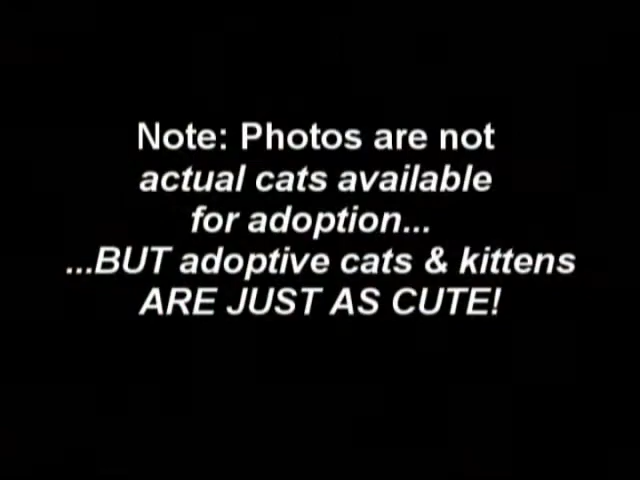 Note: Photos are not
actual cats available
for adoption...
...BUT adoptive cats & kittens
ARE JUST AS CUTE!